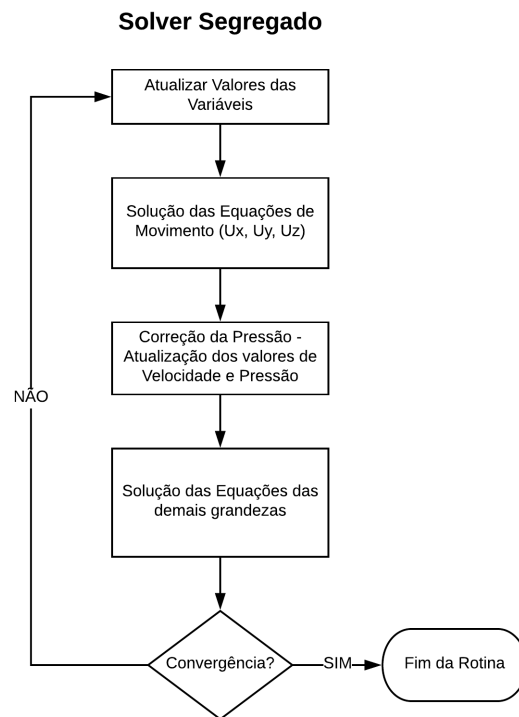 Solver Segregado
Atualizar Valores das
Variáveis
Solução das Equações de
Movimento (Ux, Uy, Uz)
Correção da Pressão -
Atualização dos valores de
Velocidade e Pressão
NÃO
Solução das Equações das
demais grandezas
Convergência?
SIM
Fim da Rotina